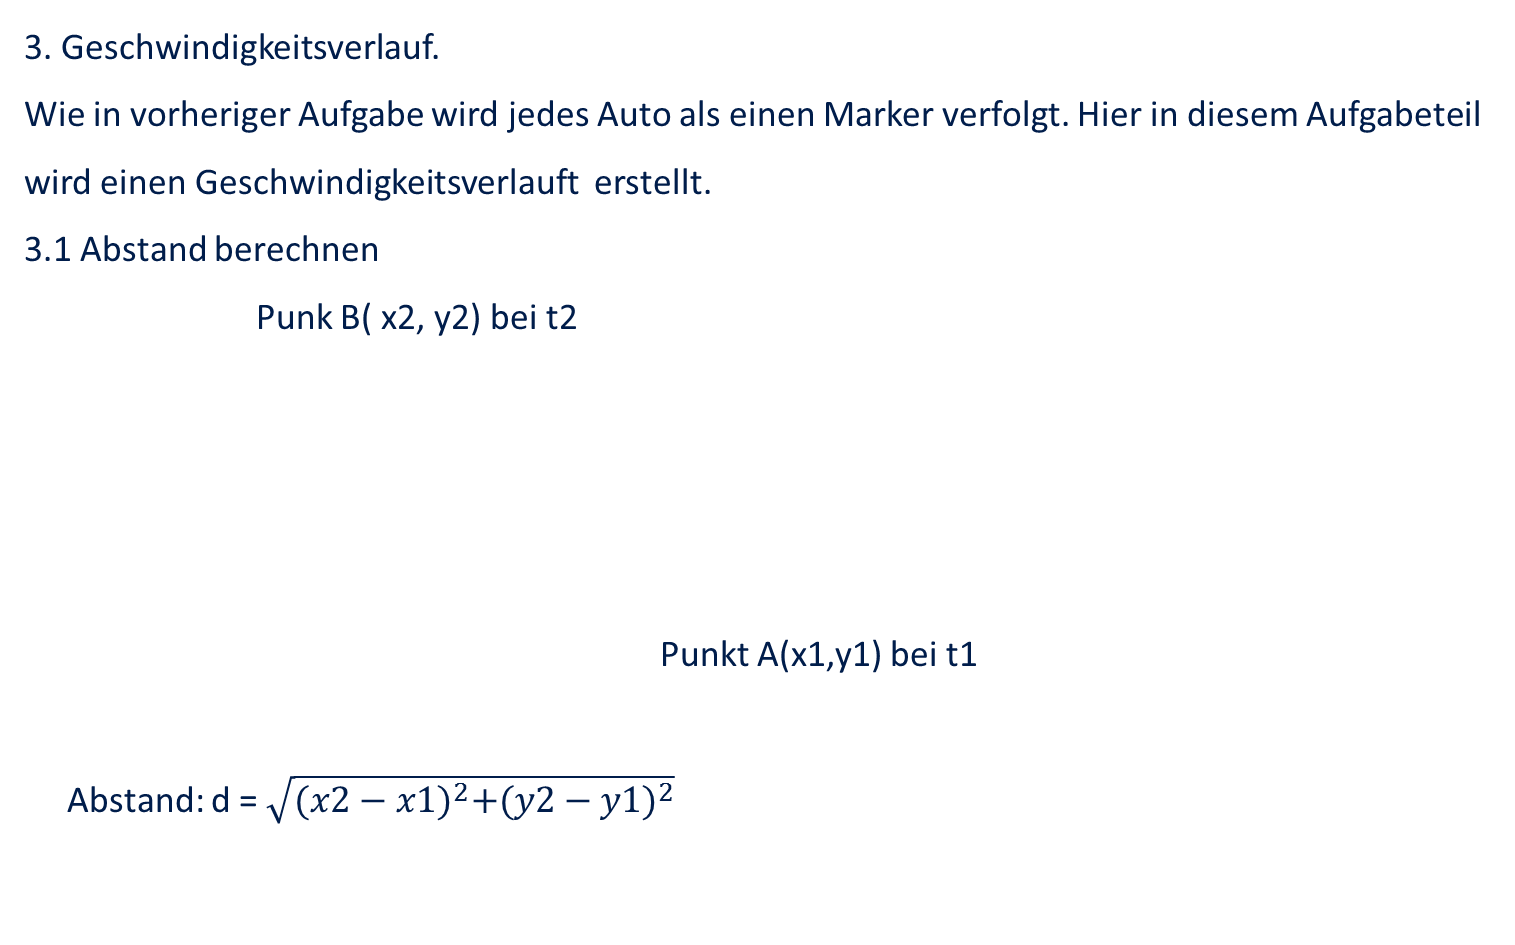 3. Geschwindigkeitsverlauf.
Wie in vorheriger Aufgabe wird jedes Auto als einen Marker verfolgt. Hier in diesem Aufgabeteil
wird einen Geschwindigkeitsverlauft erstellt.
3.1 Abstand berechnen
Punk B( x2, y2) bei t2
Punkt A(x1,y1) bei t1
Abstand: d = √(x2 − x1)²+(y2 − y1)²